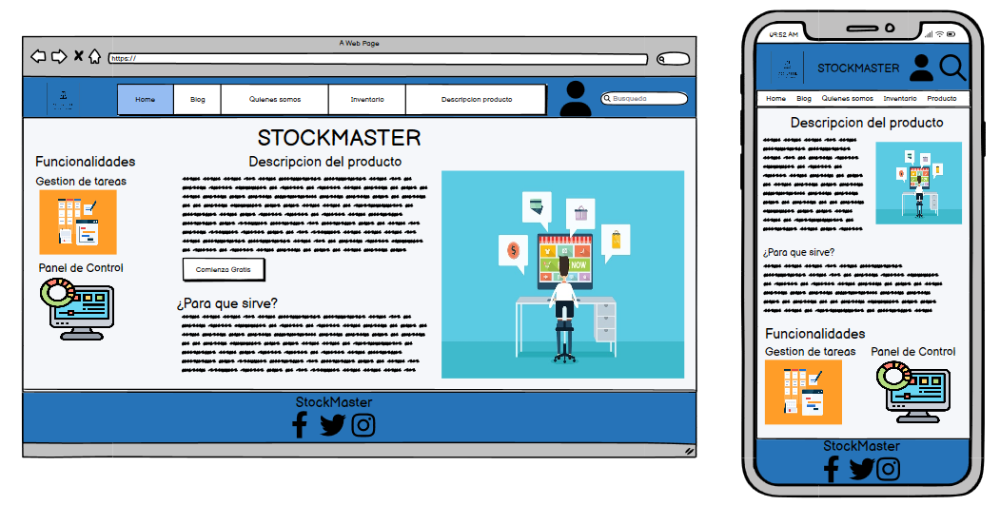 A Web Page
https://
Home
Blog
Quienes somos
Inventario
Descripcion producto
Busquedo
STOCKMASTER
Funcionalidades
Descripcion del producto
Gestion de tareas
NOW
Comienza Gratis
Panel de Control
¿Para que sirve?
StockMaster
09:52 AM
STOCKMASTER
Home Blog Quienes somos Inventario Producto
Descripcion del producto
¿Para que sirve?
Funcionalidades
Gestion de tareas
Panel de Control
StockMaster